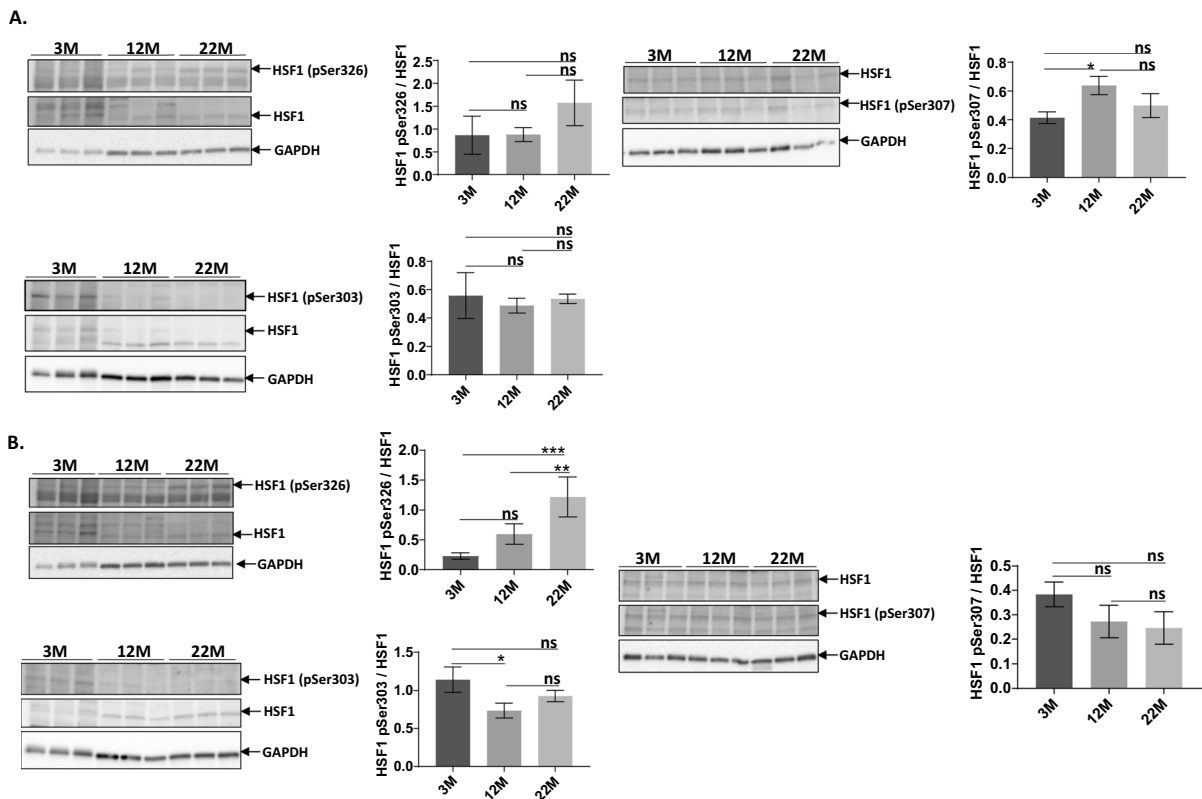 A.
3M 12M 22M
HSF1 (pSer326)
HSF1
GAPDH
HSF1 pSer326 / HSF1
2.5
2.0
1.5
1.0
0.5
0.0
ns
ns
ns
3M 12M 22M
3M 12M 22M
HSF1
HSF1 (pSer307)
GAPDH
HSF1 pSer307 / HSF1
0.8
0.6
0.4
0.2
0.0
ns
* ns
3M 12M 22M
3M 12M 22M
HSF1 (pSer303)
HSF1
GAPDH
HSF1 pSer303 / HSF1
0.8
0.6
0.4
0.2
0.0
ns
ns
ns
3M 12M 22M
B.
3M 12M 22M
HSF1 (pSer326)
HSF1
GAPDH
HSF1 pSer326 / HSF1
2.0
1.5
1.0
0.5
0.0
***
**
ns
3M 12M 22M
3M 12M 22M
HSF1
HSF1 (pSer307)
GAPDH
HSF1 pSer307 / HSF1
0.5
0.4
0.3
0.2
0.1
0.0
ns
ns
ns
3M 12M 22M
3M 12M 22M
HSF1 (pSer303)
HSF1
GAPDH
HSF1 pSer303 / HSF1
1.5
1.0
0.5
0.0
ns
*
ns
3M 12M 22M